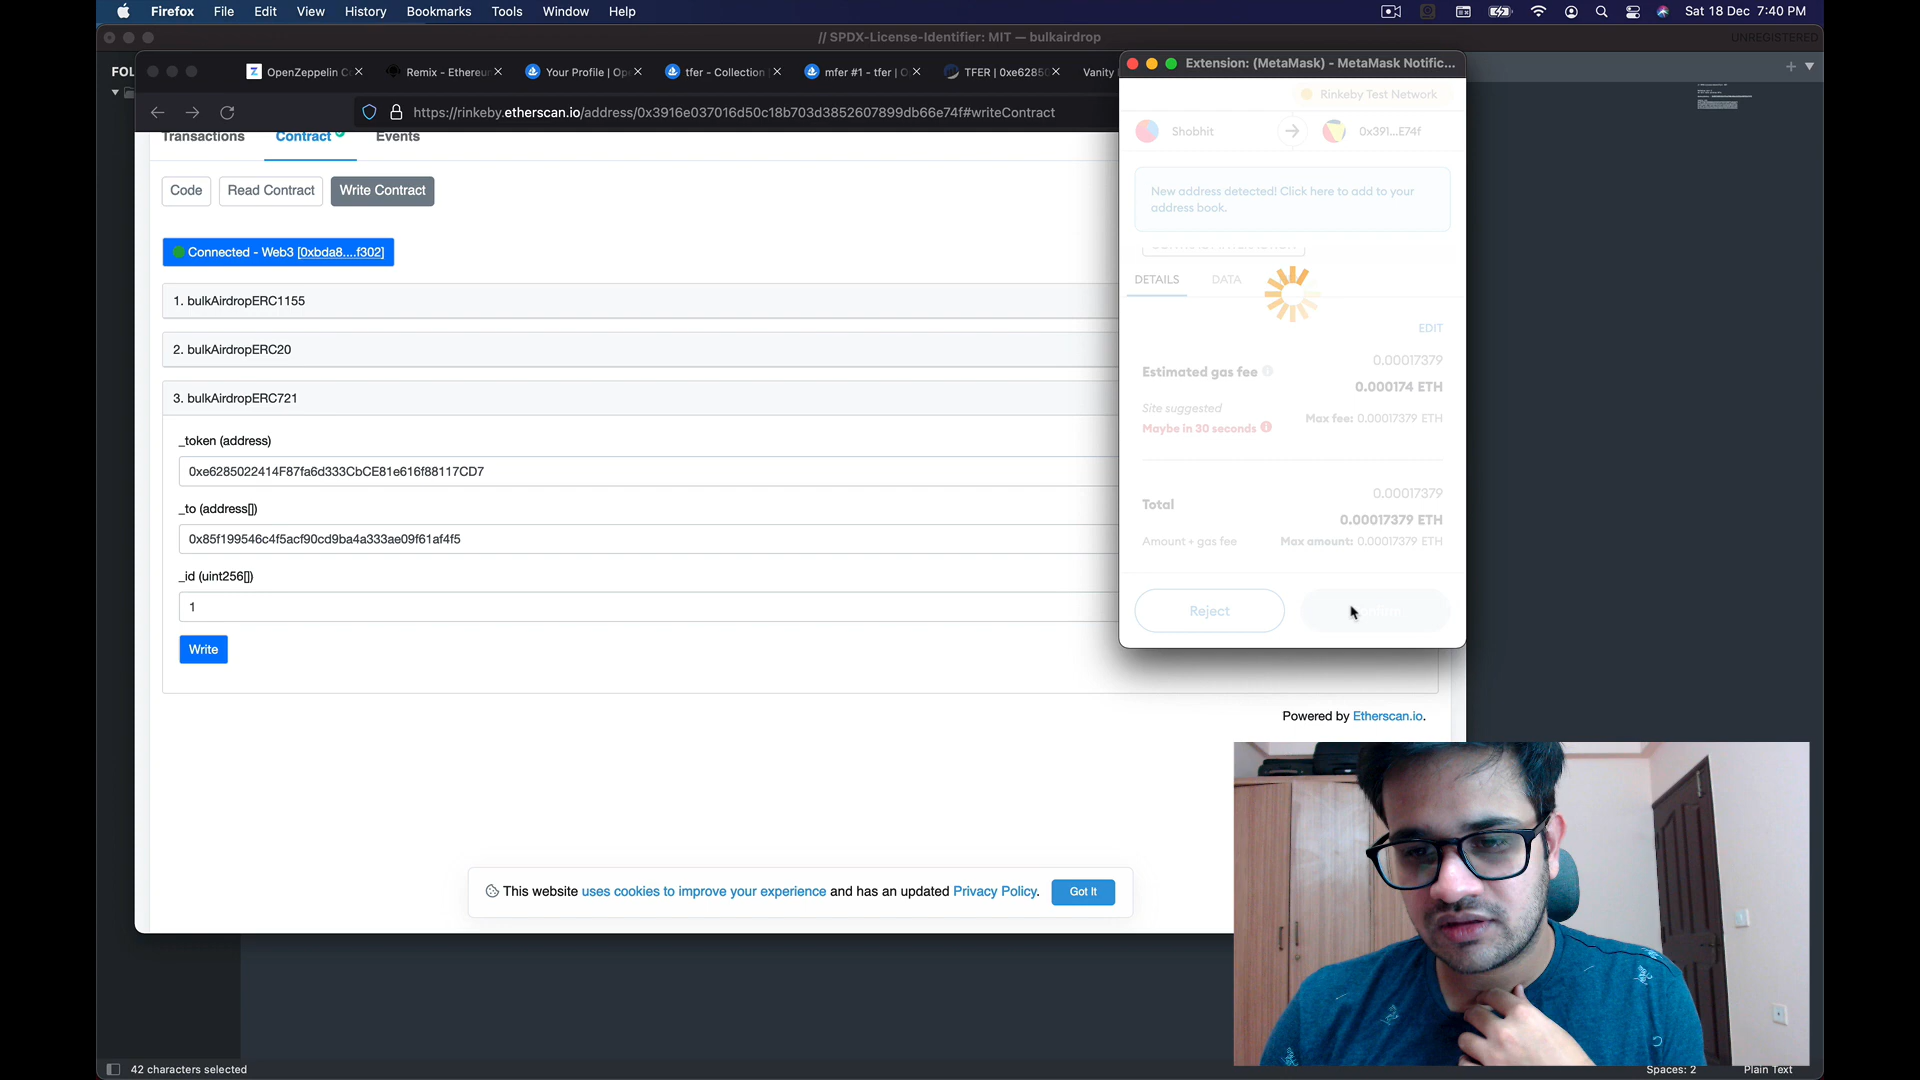 Firefox File Edit View History Bookmarks Tools Window Help
Sat 18 Dec 7:40 PM
// SPDX-License-Identifier: MIT — bulkairdrop
UNREGISTERED
FOL
OpenZeppelin C
Remix - Ethereu
Your Profile | Op
tfer - Collection
mfer #1 - tfer | O
TFER | 0xe6285
Vanity
https://rinkeby.etherscan.io/address/0x3916e037016d50c18b703d3852607899db66e74f#writeContract
Transactions
Contract
Events
Code
Read Contract
Write Contract
Connected - Web3 [0xbda8....f302]
1. bulkAirdropERC1155
2. bulkAirdropERC20
3. bulkAirdropERC721
_token (address)
0xe6285022414F87fa6d333CbCE81e616f88117CD7
_to (address[])
0x85f199546c4f5acf90cd9ba4a333ae09f61af4f5
_id (uint256[])
1
Write
Powered by Etherscan.io.
This website uses cookies to improve your experience and has an updated Privacy Policy.
Got It
Extension: (MetaMask) - MetaMask Notific...
Rinkeby Test Network
Shobhit
0x391...E74f
New address detected! Click here to add to your
address book.
DETAILS
DATA
EDIT
0.00017379
Estimated gas fee
0.000174 ETH
Site suggested
Max fee: 0.00017379 ETH
Maybe in 30 seconds
0.00017379
Total
0.00017379 ETH
Amount + gas fee
Max amount: 0.00017379 ETH
Reject
42 characters selected
Spaces: 2
Plain Text